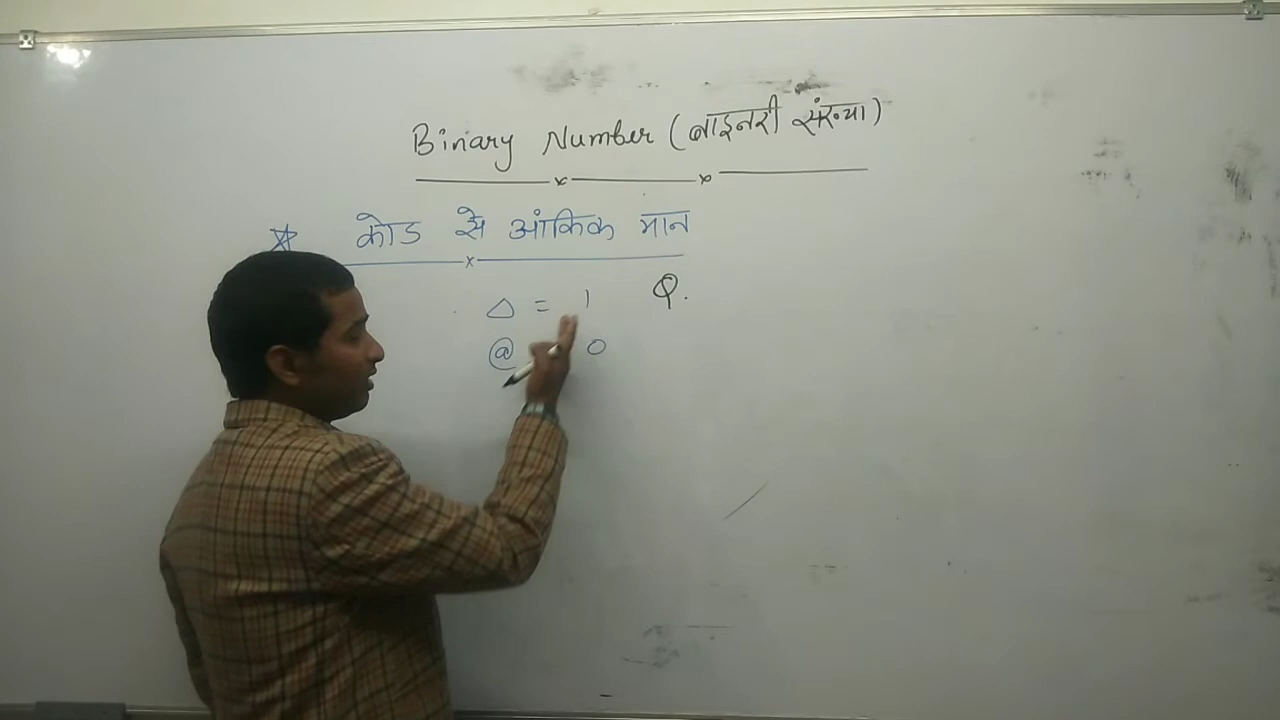 Binary Number (बाइनरी संख्या)
* कोड से आंकिक मान
△ = 1 Q.
@ 0